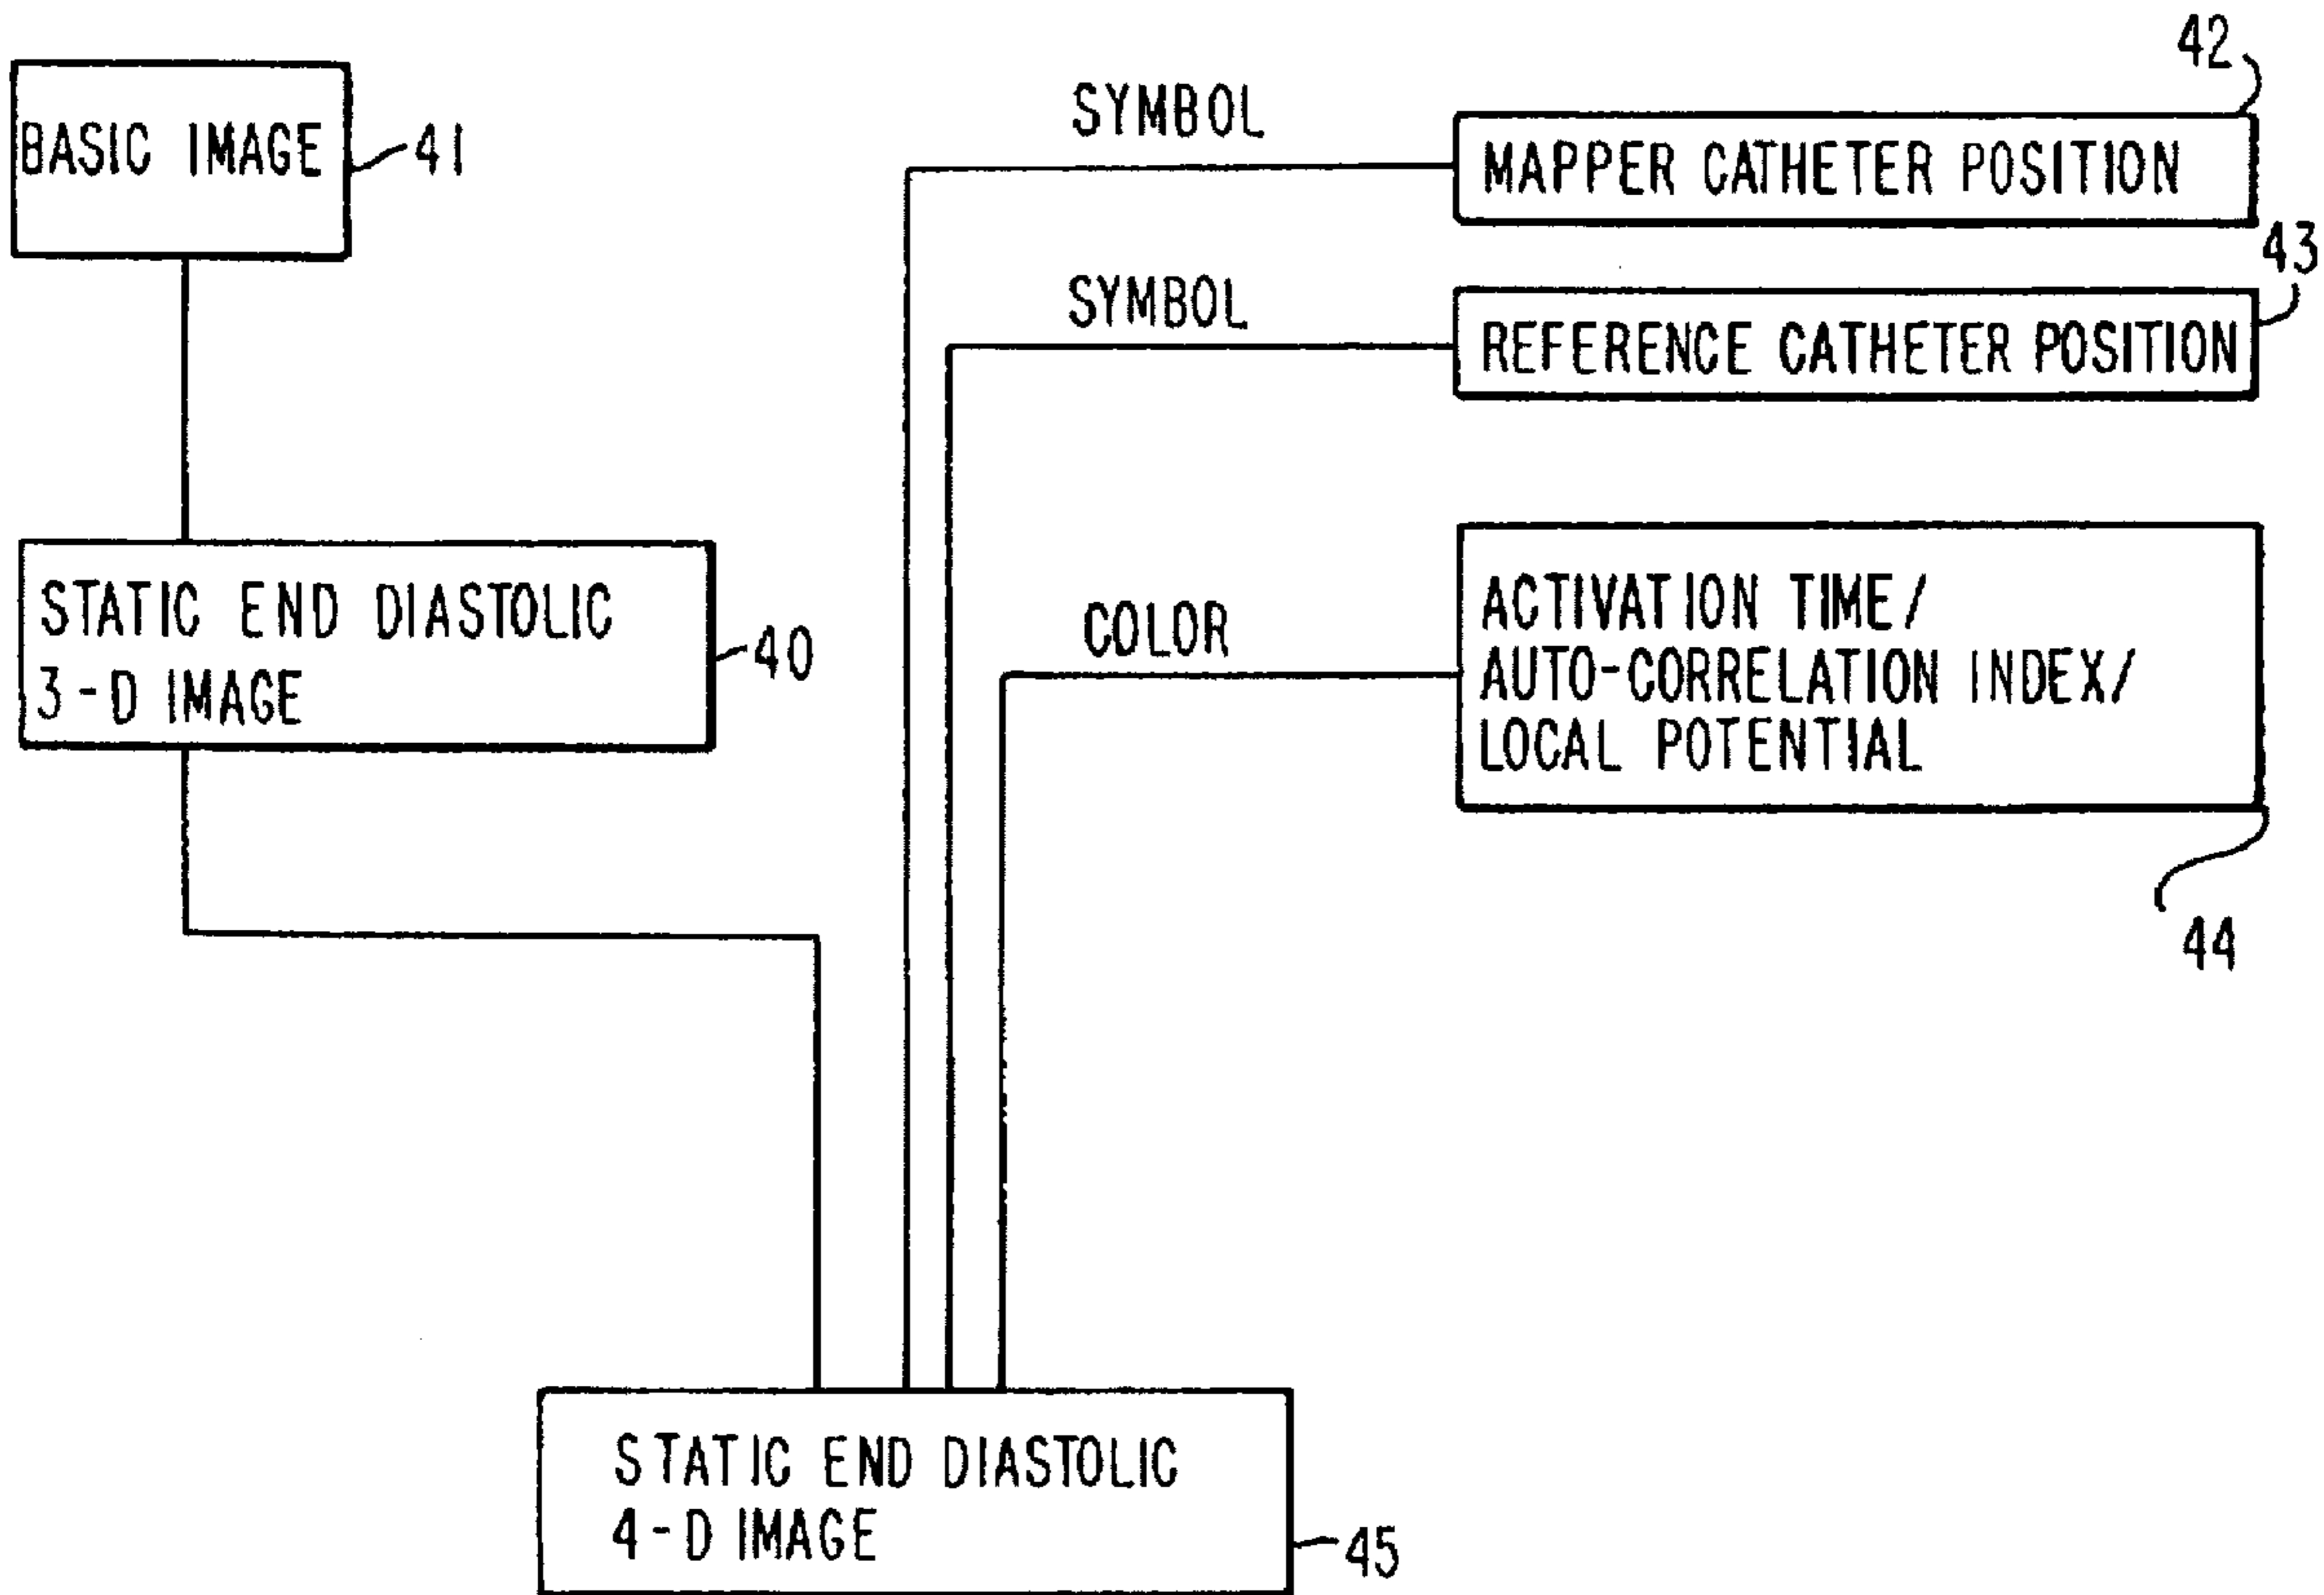 BASIC IMAGE
41
SYMBOL
42
MAPPER CATHETER POSITION
SYMBOL
43
REFERENCE CATHETER POSITION
STATIC END DIASTOLIC
3-D IMAGE
40
COLOR
ACTIVATION TIME/
AUTO-CORRELATION INDEX/
LOCAL POTENTIAL
44
STATIC END DIASTOLIC
4-D IMAGE
45